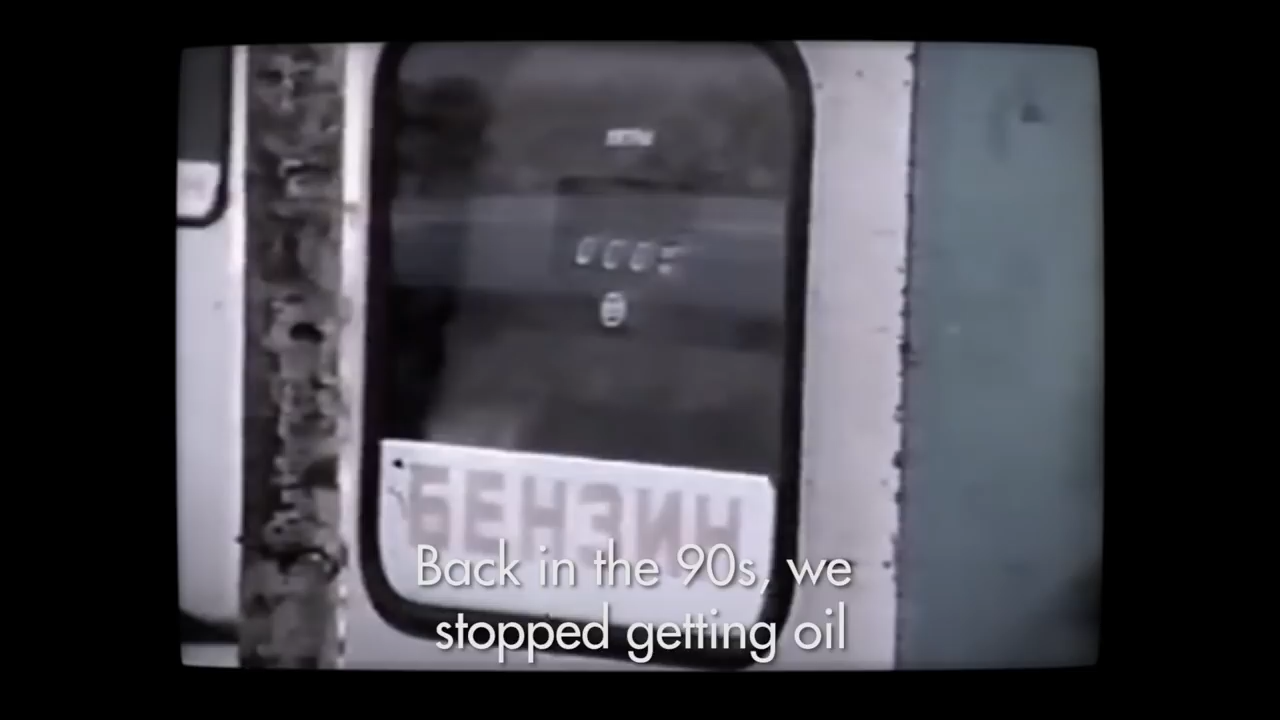 БЕНЗИН
Back in the 90s, we
stopped getting oil